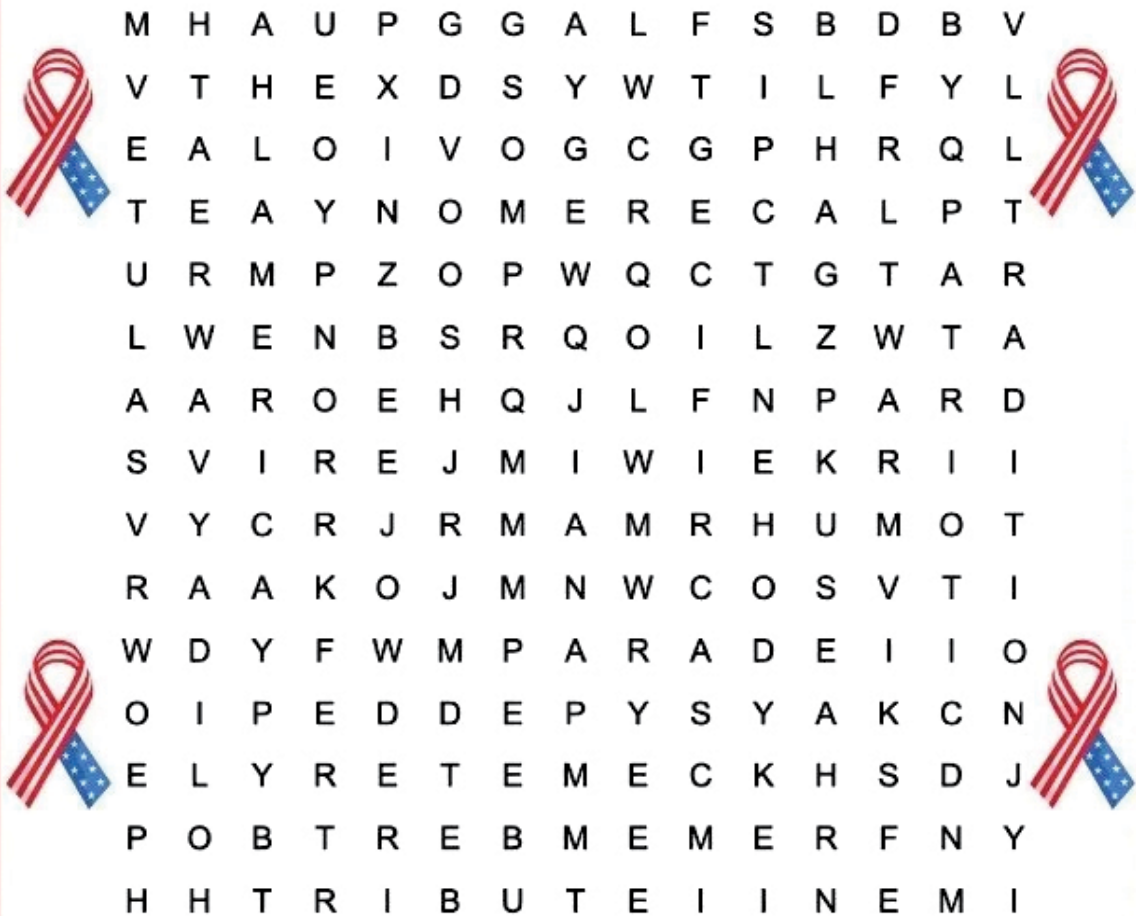 M H A U P G G A L F S B D B V
V T H E X D S Y W T I L F Y L
E A L O I V O G C G P H R Q L
T E A Y N O M E R E C A L P T
U R M P Z O P W Q C T G T A R
L W E N B S R Q O I L Z W T A
A A R O E H Q J L F N P A R D
S V I R E J M I W I E K R I I
V Y C R J R M A M R H U M O T
R A A K O J M N W C O S V T I
W D Y F W M P A R A D E I I O
O I P E D D E P Y S Y A K C N
E L Y R E T E M E C K H S D J
P O B T R E B M E M E R F N Y
H H T R I B U T E I I N E M I